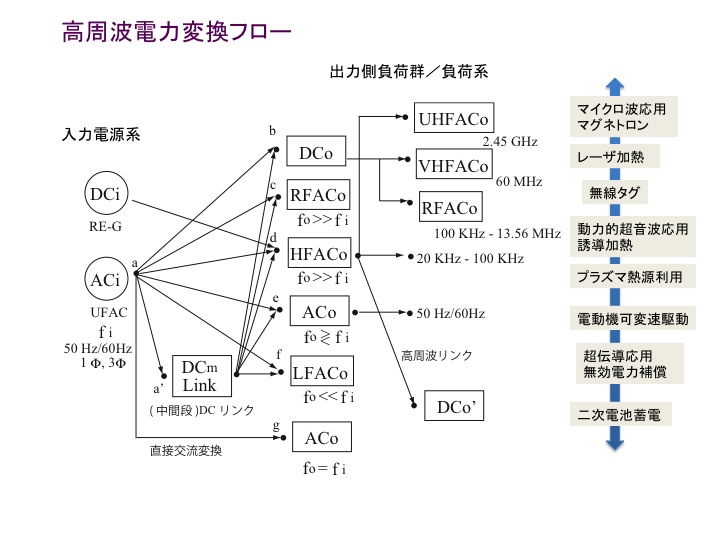 高周波電力変換フロー
出力側負荷群／負荷系
入力電源系
DCi
RE-G
ACi
UFAC
f i
50 Hz/60Hz
1 Φ, 3Φ
a
a’
DCm
Link
(中間段)DC リンク
直接交流変換
b
DCo
c
RFACo
fo>>f i
d
HFACo
fo>>f i
e
ACo
fo≷f i
f
LFACo
fo<<f i
g
ACo
fo= f i
UHFACo
2.45 GHz
VHFACo
60 MHz
RFACo
100 KHz - 13.56 MHz
20 KHz - 100 KHz
50 Hz/60Hz
高周波リンク
DCo’
マイクロ波応用
マグネトロン
レーザ加熱
無線タグ
動力的超音波応用
誘導加熱
プラズマ熱源利用
電動機可変速駆動
超伝導応用
無効電力補償
二次電池蓄電